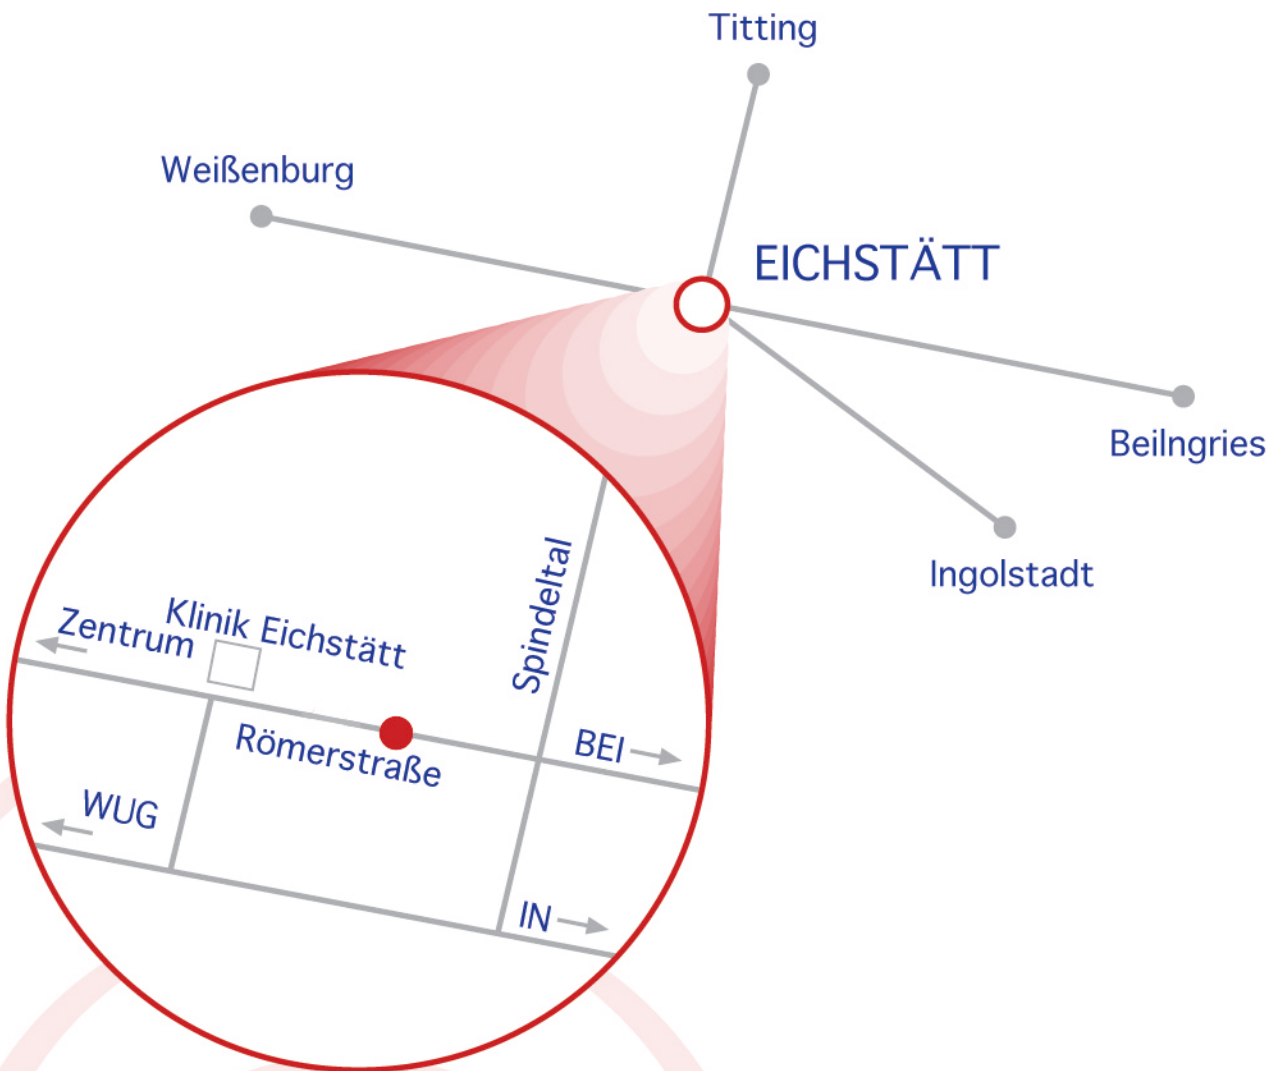 Titting
Weißenburg
EICHSTÄTT
Beilngries
Ingolstadt
Spindeltal
Klinik Eichstätt
Zentrum
Römerstraße
BEI
WUG
IN